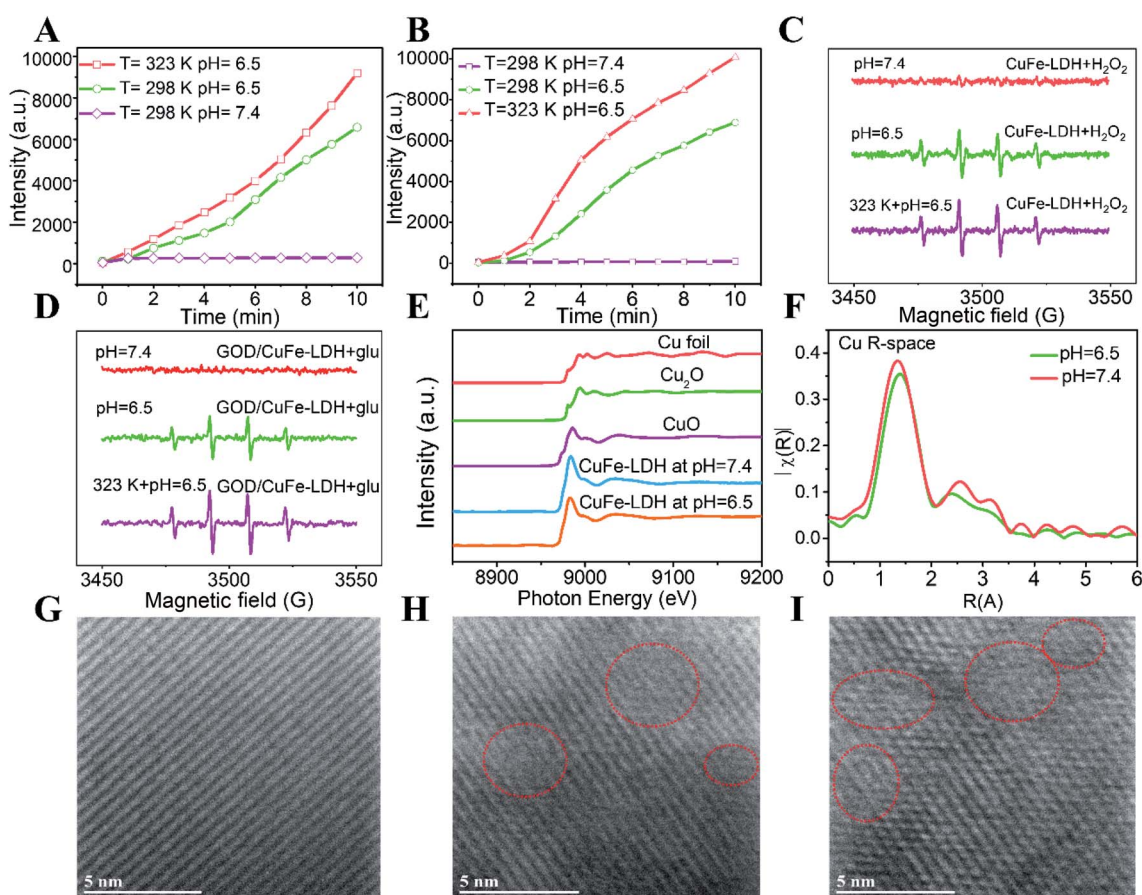 A
10000
8000
6000
4000
2000
0
Intensity (a.u.)
T= 323 K pH= 6.5
T= 298 K pH= 6.5
T= 298 K pH= 7.4
0 2 4 6 8 10
Time (min)
B
10000
8000
6000
4000
2000
0
Intensity (a.u.)
T=298 K pH=7.4
T=298 K pH=6.5
T=323 K pH=6.5
0 2 4 6 8 10
Time (min)
C
pH=7.4 CuFe-LDH+H₂O₂
pH=6.5 CuFe-LDH+H₂O₂
323 K+pH=6.5 CuFe-LDH+H₂O₂
3450 3500 3550
Magnetic field (G)
D
pH=7.4 GOD/CuFe-LDH+glu
pH=6.5 GOD/CuFe-LDH+glu
323 K+pH=6.5 GOD/CuFe-LDH+glu
3450 3500 3550
Magnetic field (G)
E
Intensity (a.u.)
Cu foil
Cu₂O
CuO
CuFe-LDH at pH=7.4
CuFe-LDH at pH=6.5
8900 9000 9100 9200
Photon Energy (eV)
F
0.4
0.3
0.2
0.1
0.0
|χ(R)|
Cu R-space
pH=6.5
pH=7.4
0 1 2 3 4 5 6
R(A)
G
5 nm
H
5 nm
I
5 nm